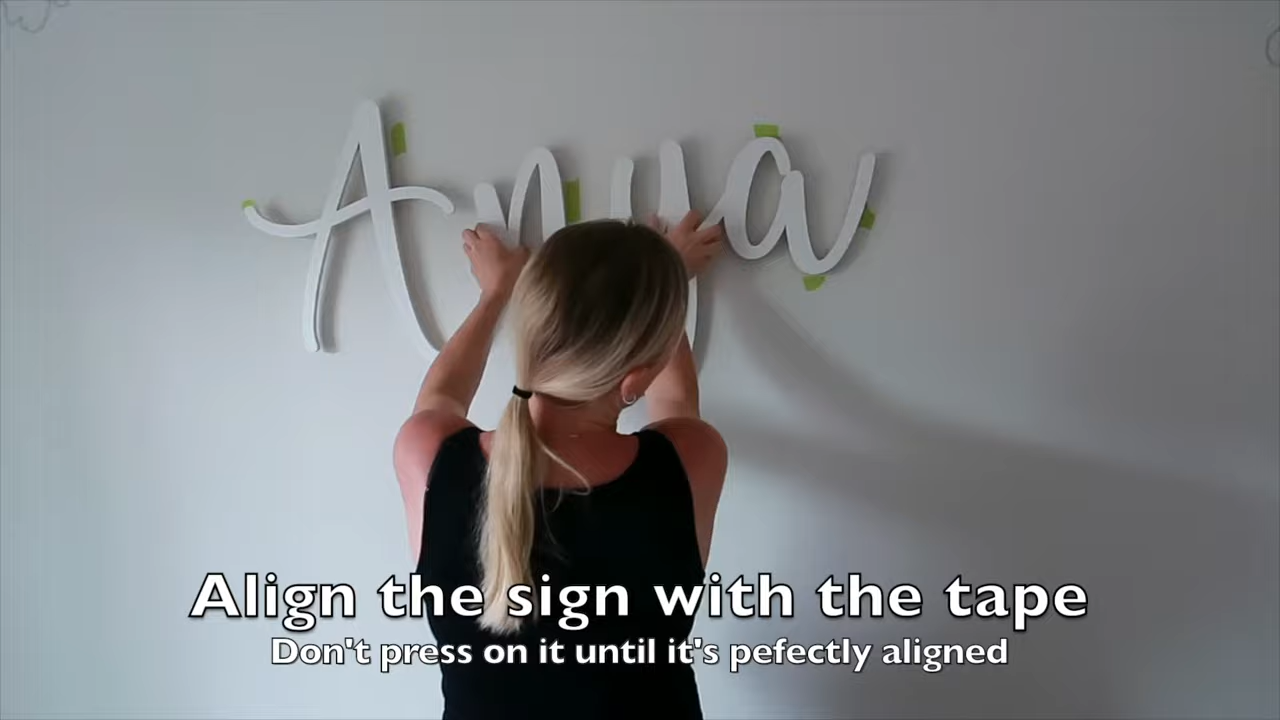 Anya
Align the sign with the tape
Don't press on it until it's pefectly aligned